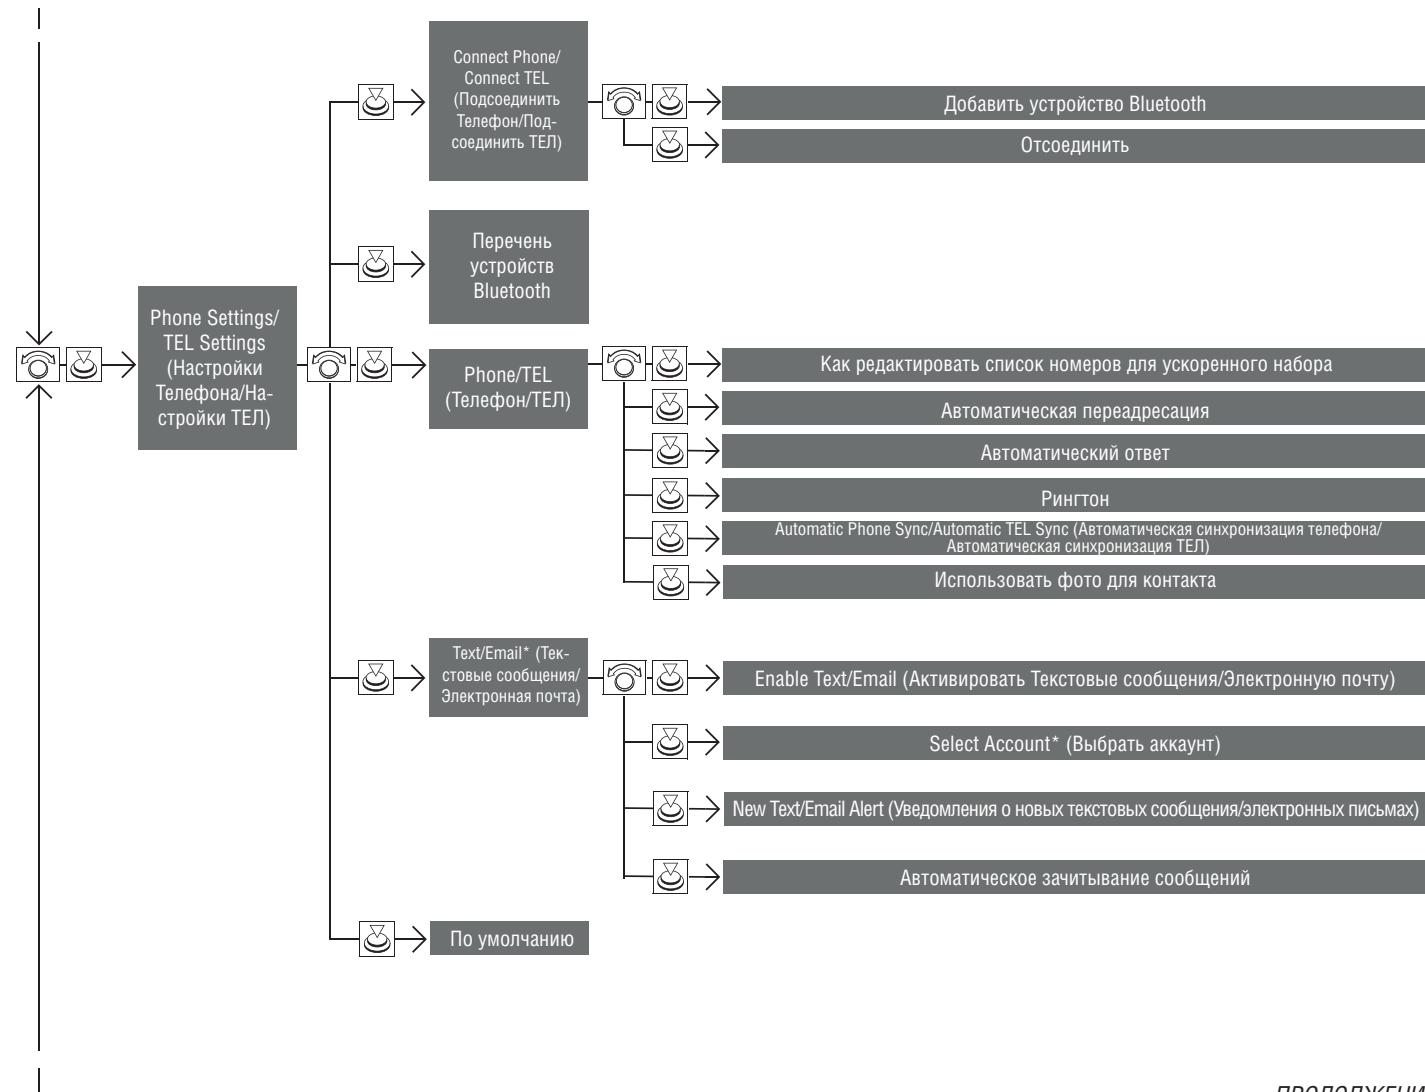 Connect Phone/
Connect TEL
(Подсоединить
Телефон/Под-
соединить ТЕЛ)
Добавить устройство Bluetooth
Отсоединить
Перечень
устройств
Bluetooth
Phone Settings/
TEL Settings
(Настройки
Телефона/На-
стройки ТЕЛ)
Phone/TEL
(Телефон/ТЕЛ)
Как редактировать список номеров для ускоренного набора
Автоматическая переадресация
Автоматический ответ
Рингтон
Automatic Phone Sync/Automatic TEL Sync (Автоматическая синхронизация телефона/
Автоматическая синхронизация ТЕЛ)
Использовать фото для контакта
Text/Email* (Тек-
стовые сообщения/
Электронная почта)
Enable Text/Email (Активировать Текстовые сообщения/Электронную почту)
Select Account* (Выбрать аккаунт)
New Text/Email Alert (Уведомления о новых текстовых сообщения/электронных письмах)
Автоматическое зачитывание сообщений
По умолчанию